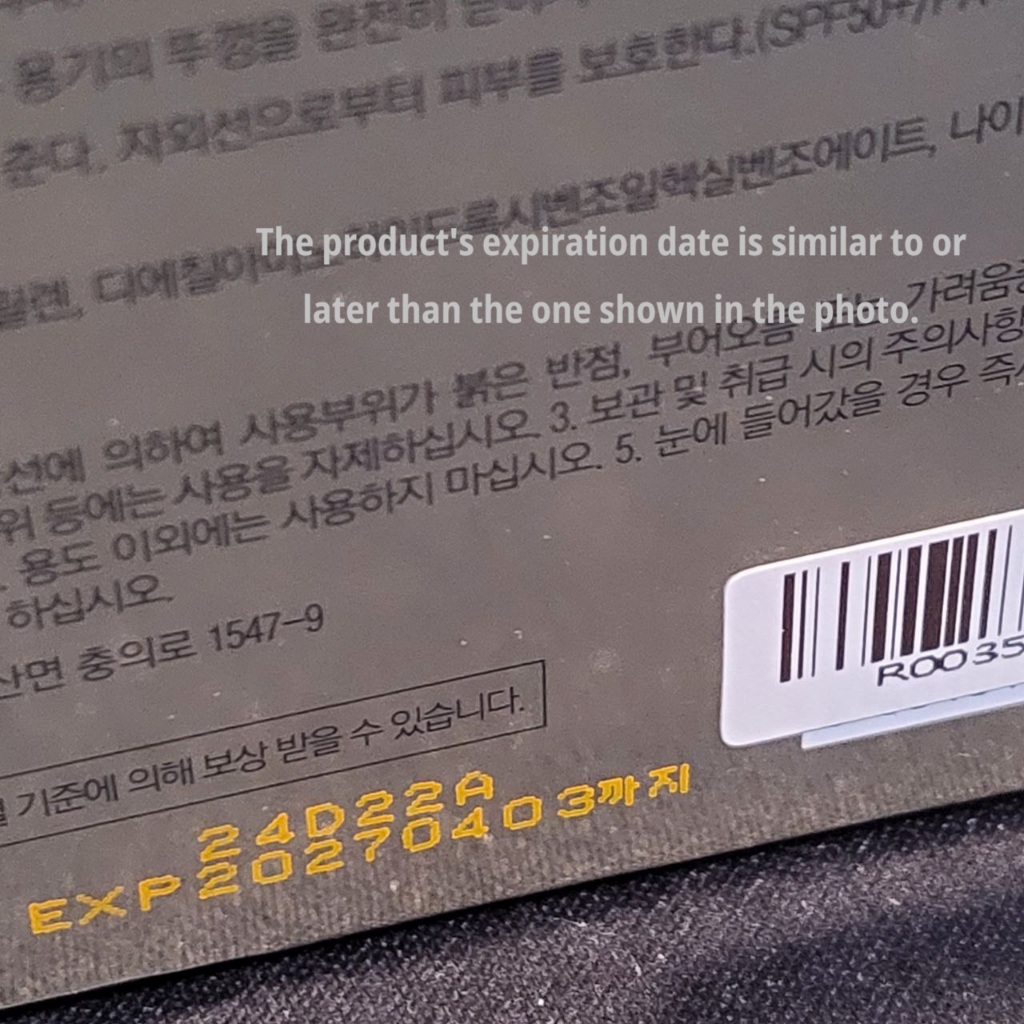 용기의 뚜껑을 완전히
춘다. 자외선으로부터 피부를 보호한다.(SPF50+/
디에칠아미노하이드록시벤조일헥실벤조에이트, 나이
The product's expiration date is similar to or
later than the one shown in the photo.
의하여 사용부위가 붉은 반점, 부어오름 또는 가려움증
위 등에는 사용을 자제하십시오. 3. 보관 및 취급 시의 주의사항
용도 이외에는 사용하지 마십시오. 5. 눈에 들어갔을 경우 즉시
하십시오.
산면 충의로 1547-9
기준에 의해 보상 받을 수 있습니다.
R0035
24D22A
EXP20270403까지